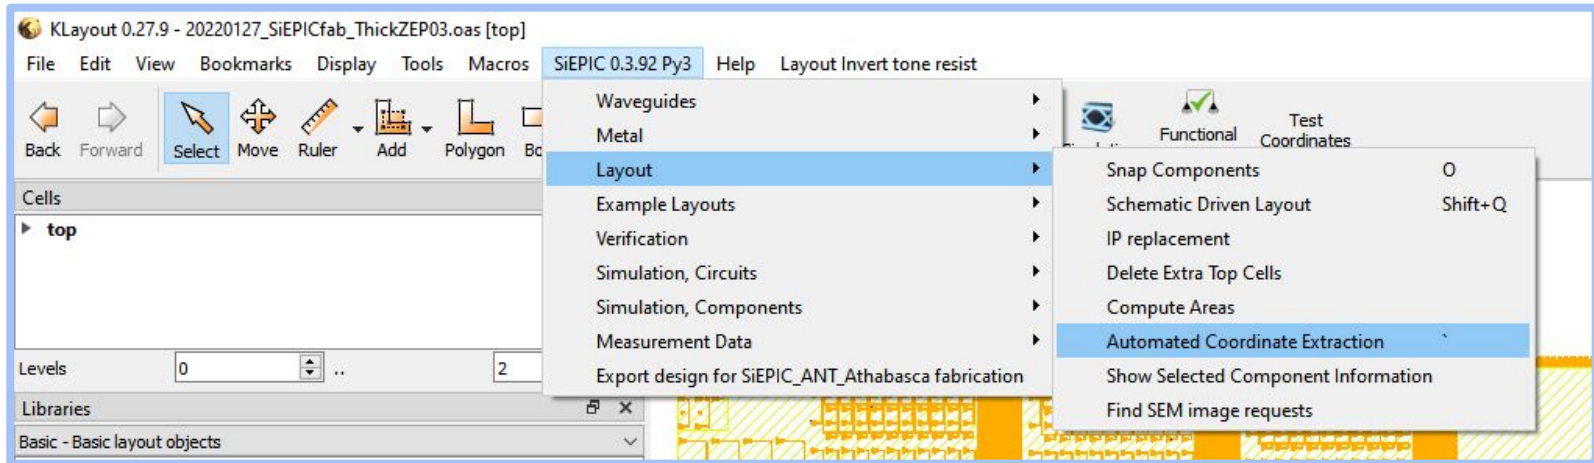 KLayout 0.27.9 - 20220127_SiEPICfab_ThickZEP03.oas [top]
File Edit View Bookmarks Display Tools Macros SiEPIC 0.3.92 Py3 Help Layout Invert tone resist
Back Forward Select Move Ruler Add Polygon Bo
Functional
Test
Coordinates
Cells
top
Levels 0 .. 2
Libraries
Basic - Basic layout objects
Waveguides
Metal
Layout
Example Layouts
Verification
Simulation, Circuits
Simulation, Components
Measurement Data
Export design for SiEPIC_ANT_Athabasca fabrication
Snap Components O
Schematic Driven Layout Shift+Q
IP replacement
Delete Extra Top Cells
Compute Areas
Automated Coordinate Extraction `
Show Selected Component Information
Find SEM image requests